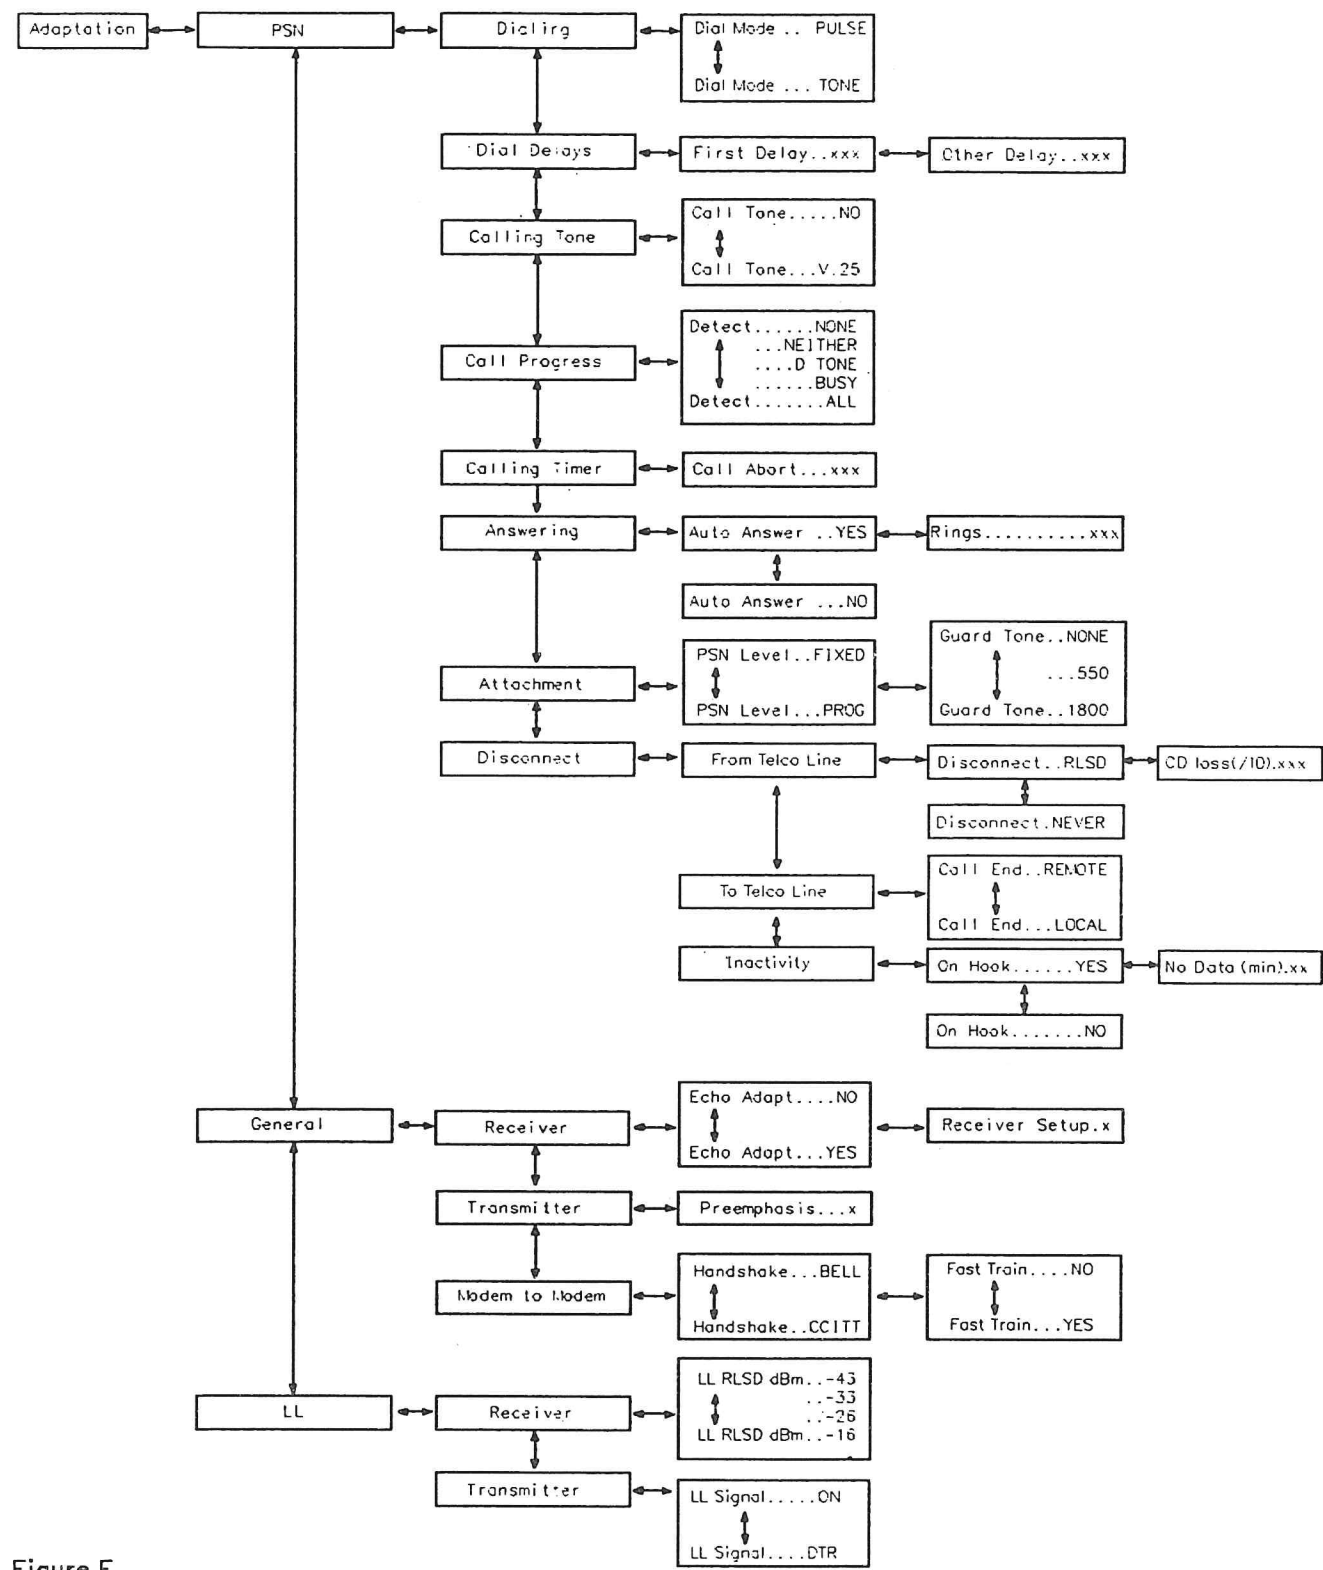 Adaptation
PSN
Dialirg
Dial Mode .. PULSE
Dial Mode ... TONE
Dial Delays
First Delay..xxx
Other Delay..xxx
Calling Tone
Call Tone.....NO
Call Tone...V.25
Call Progress
Detect......NONE
...NEITHER
....D TONE
......BUSY
Detect.......ALL
Calling Timer
Call Abort...xxx
Answering
Auto Answer ..YES
Rings..........xxx
Auto Answer ...NO
Attachment
PSN Level..FIXED
PSN Level...PROG
Guard Tone..NONE
...550
Guard Tone..1800
Disconnect
From Telco Line
Disconnect..RLSD
CD loss(/10).xxx
Disconnect.NEVER
To Telco Line
Call End..REMOTE
Call End...LOCAL
Inactivity
On Hook......YES
No Data (min).xx
On Hook.......NO
General
Receiver
Echo Adapt....NO
Echo Adapt...YES
Receiver Setup.x
Transmitter
Preemphasis...x
Modem to Modem
Handshake...BELL
Handshake..CCITT
Fast Train....NO
Fast Train...YES
LL
Receiver
LL RLSD dBm..-43
..-33
..-26
LL RLSD dBm..-16
Transmitter
LL Signal.....ON
LL Signal....DTR